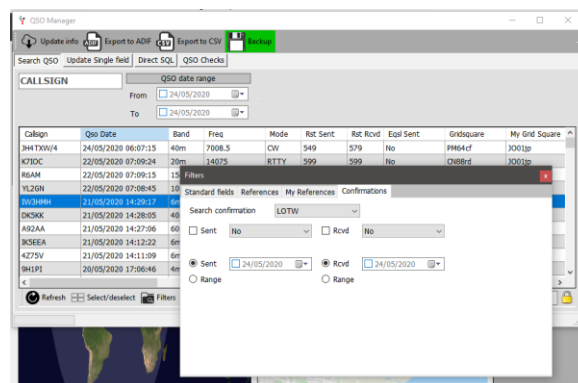 QSO Manager
Update info Export to ADIF Export to CSV Backup
Search QSO Update Single field Direct SQL QSO Checks
CALLSIGN QSO date range
From 24/05/2020
To 24/05/2020
Callsign Qso Date Band Freq Mode Rst Sent Rst Rcvd Eqsl Sent Gridsquare My Grid Square
JH4TXW/4 24/05/2020 06:07:15 40m 7008.5 CW 549 579 No PM64cf JO01jp
K7IOC 22/05/2020 07:09:24 20m 14075 RTTY 599 599 No CN88rd JO01jp
R6AM 22/05/2020 07:09:15
YL2GN 22/05/2020 07:08:45
IW3HMH 21/05/2020 14:29:17
DK5KK 21/05/2020 14:28:05
A92AA 21/05/2020 14:27:06
IK5EEA 21/05/2020 14:12:22
4Z75V 21/05/2020 14:11:09
9H1PI 20/05/2020 17:06:46
Refresh Select/deselect Filters
Filters
Standard fields References My References Confirmations
Search confirmation LOTW
Sent No Rcvd No
Sent 24/05/2020 Rcvd 24/05/2020
Range Range